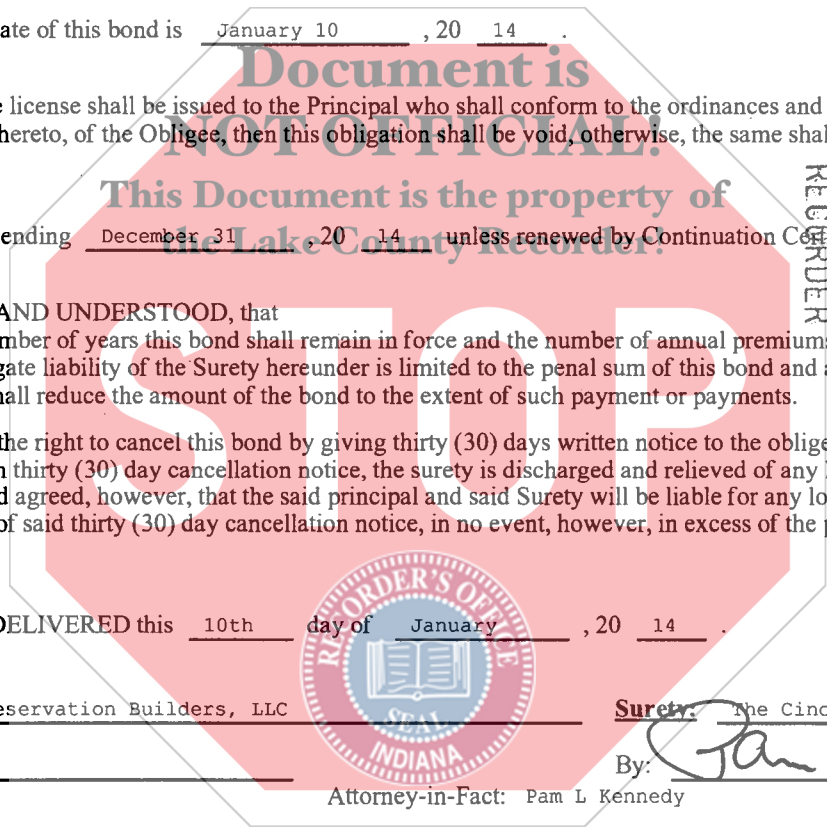 ate of this bond is January 10 , 20 14 .
Document is
license shall be issued to the Principal who shall conform to the ordinances and
hereto, of the Obligee, then this obligation shall be void, otherwise, the same shal
NOT OFFICIAL!
This Document is the property of
the Lake County Recorder!
RECORDER
ending December 31 , 20 14 unless renewed by Continuation Cert
AND UNDERSTOOD, that
mber of years this bond shall remain in force and the number of annual premium
gate liability of the Surety hereunder is limited to the penal sum of this bond and a
hall reduce the amount of the bond to the extent of such payment or payments.
the right to cancel this bond by giving thirty (30) days written notice to the oblige
thirty (30) day cancellation notice, the surety is discharged and relieved of any
d agreed, however, that the said principal and said Surety will be liable for any lo
of said thirty (30) day cancellation notice, in no event, however, in excess of the p
STOP
DELIVERED this 10th day of January , 20 14 .
RECORDER'S OFFICE
SEAL
INDIANA
eservation Builders, LLC
Surety: The Cinc
By: Pam
Attorney-in-Fact: Pam L Kennedy